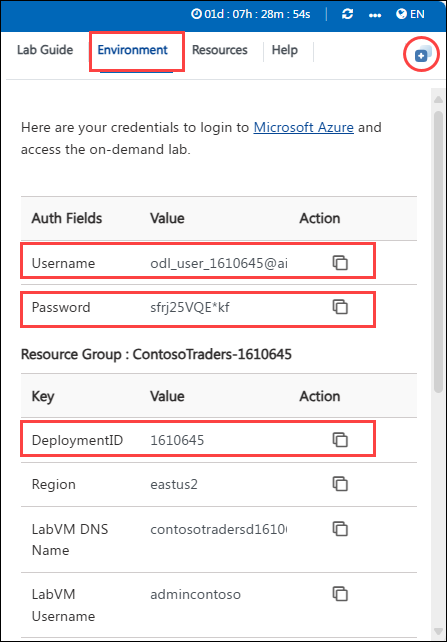 01d : 07h : 28m : 54s ••• EN
Lab Guide Environment Resources Help
Here are your credentials to login to Microsoft Azure and
access the on-demand lab.
Auth Fields Value Action
Username odl_user_1610645@ai
Password sfrj25VQE*kf
Resource Group : ContosoTraders-1610645
Key Value Action
DeploymentID 1610645
Region eastus2
LabVM DNS contosotradersd1610
Name
LabVM admincontoso
Username